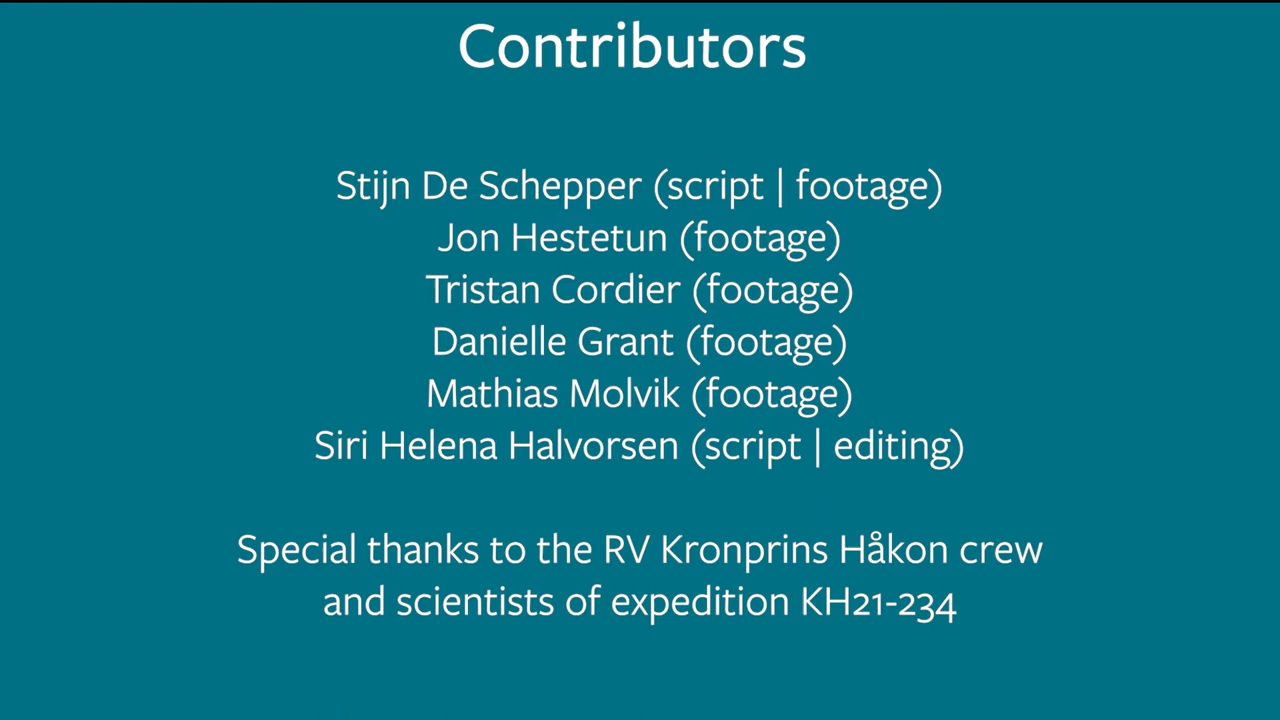 Contributors
Stijn De Schepper (script | footage)
Jon Hestetun (footage)
Tristan Cordier (footage)
Danielle Grant (footage)
Mathias Molvik (footage)
Siri Helena Halvorsen (script | editing)
Special thanks to the RV Kronprins Håkon crew
and scientists of expedition KH21-234